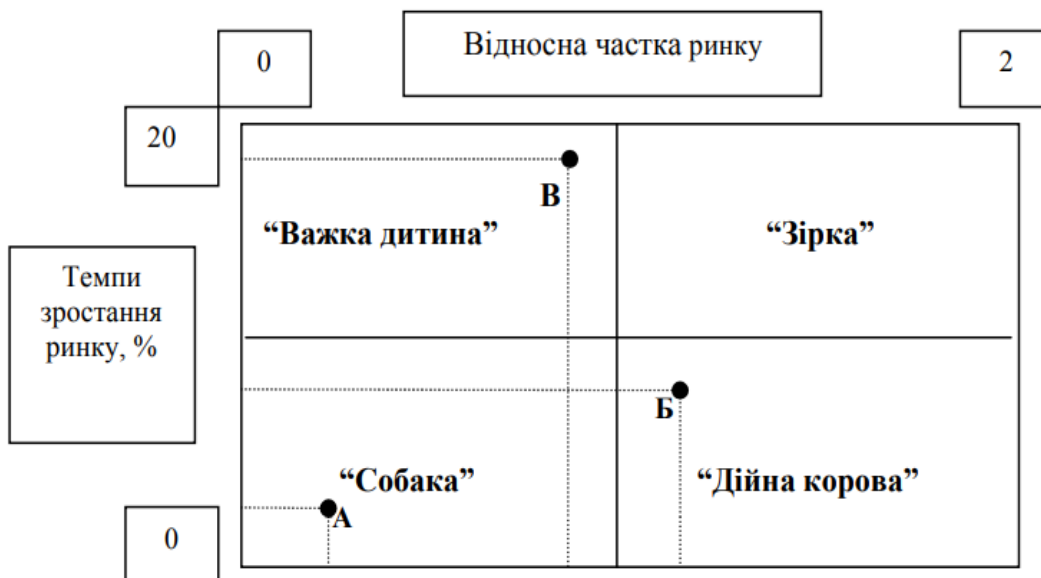 0
Відносна частка ринку
2
20
В
“Важка дитина”
“Зірка”
Темпи
зростання
ринку, %
Б
“Собака”
“Дійна корова”
А
0